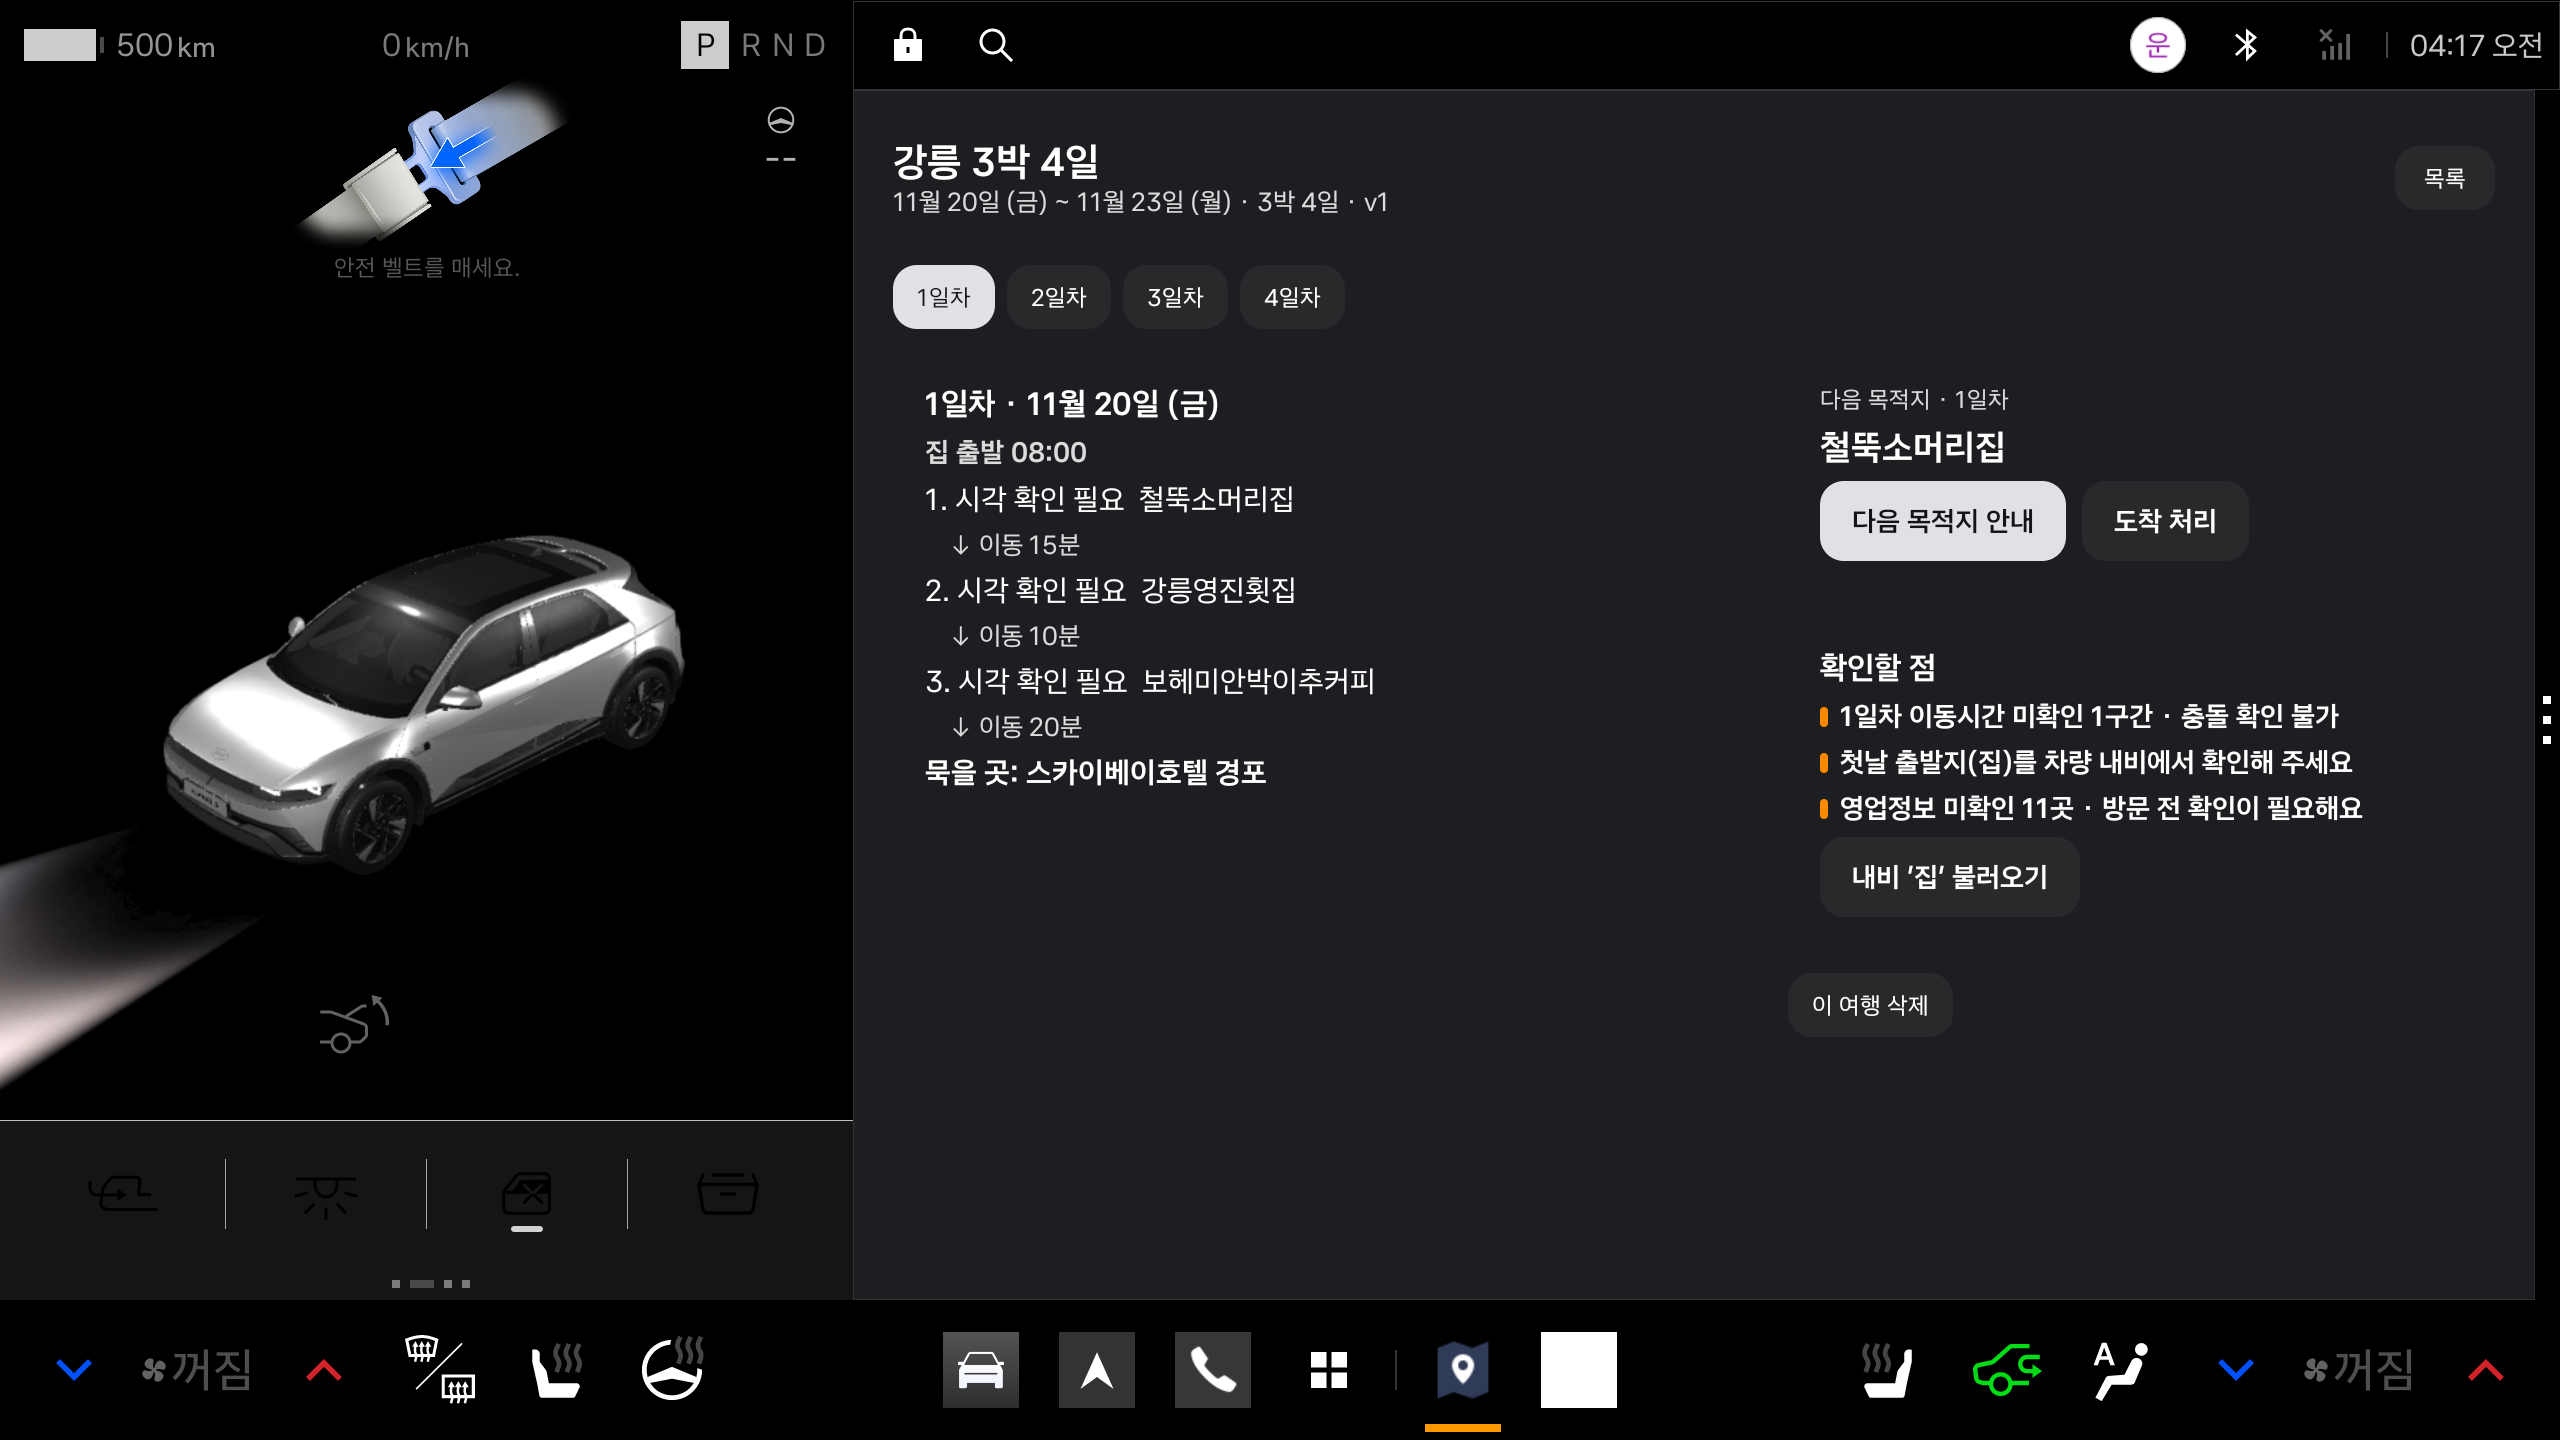 500 km
0 km/h
P R N D
운
04:17 오전
안전 벨트를 매세요.
강릉 3박 4일
11월 20일 (금) ~ 11월 23일 (월) · 3박 4일 · v1
목록
1일차
2일차
3일차
4일차
1일차 · 11월 20일 (금)
집 출발 08:00
1. 시각 확인 필요 철뚝소머리집
↓ 이동 15분
2. 시각 확인 필요 강릉영진횟집
↓ 이동 10분
3. 시각 확인 필요 보헤미안박이추커피
↓ 이동 20분
묵을 곳: 스카이베이호텔 경포
다음 목적지 · 1일차
철뚝소머리집
다음 목적지 안내
도착 처리
확인할 점
1일차 이동시간 미확인 1구간 · 충돌 확인 불가
첫날 출발지(집)를 차량 내비에서 확인해 주세요
영업정보 미확인 11곳 · 방문 전 확인이 필요해요
내비 '집' 불러오기
이 여행 삭제
꺼짐
A
꺼짐